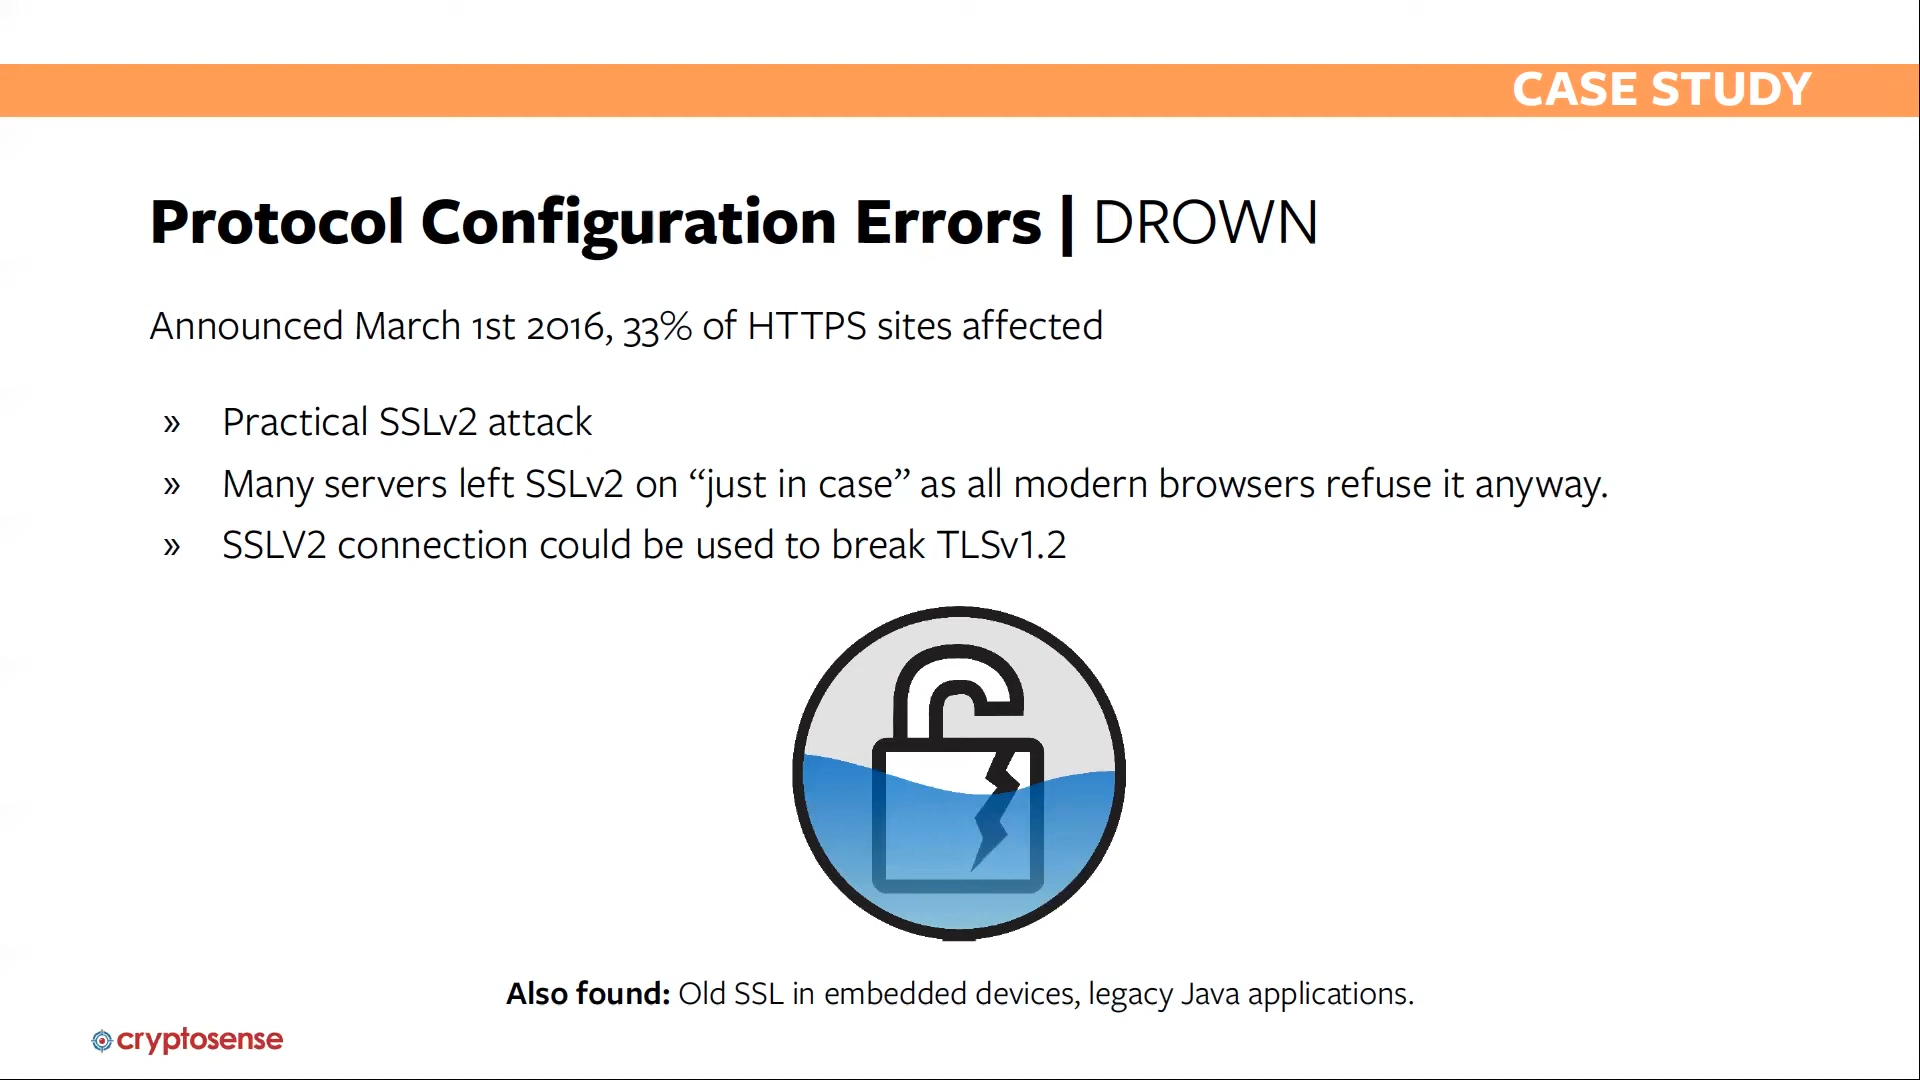 CASE STUDY
Protocol Configuration Errors | DROWN
Announced March 1st 2016, 33% of HTTPS sites affected
» Practical SSLv2 attack
» Many servers left SSLv2 on “just in case” as all modern browsers refuse it anyway.
» SSLV2 connection could be used to break TLSv1.2
Also found: Old SSL in embedded devices, legacy Java applications.
cryptosense